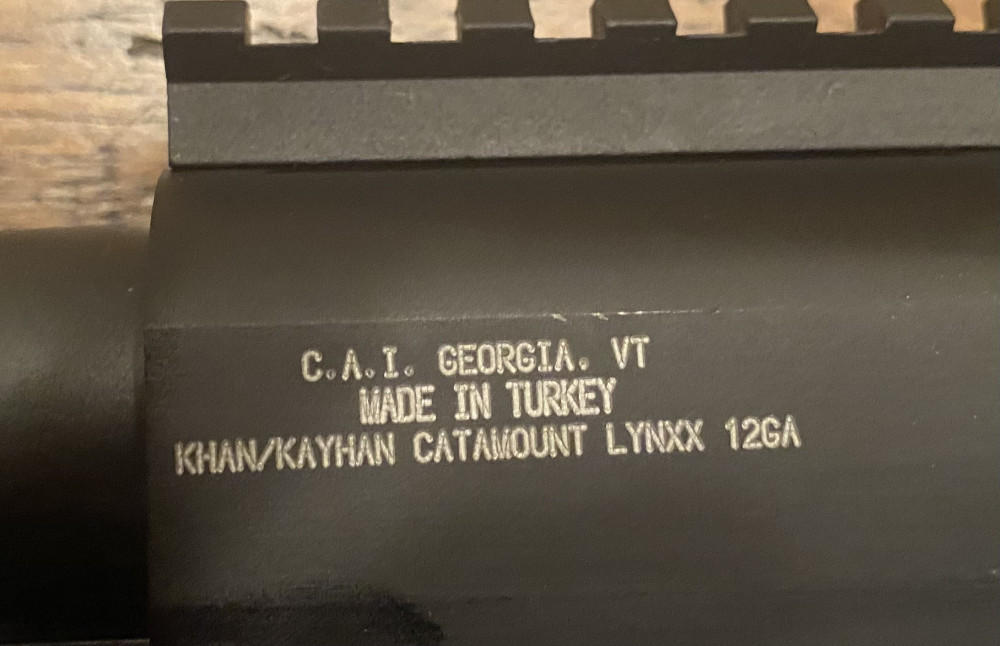 C.A.I. GEORGIA. VT
MADE IN TURKEY
KHAN/KAYHAN CATAMOUNT LYNXX 12GA